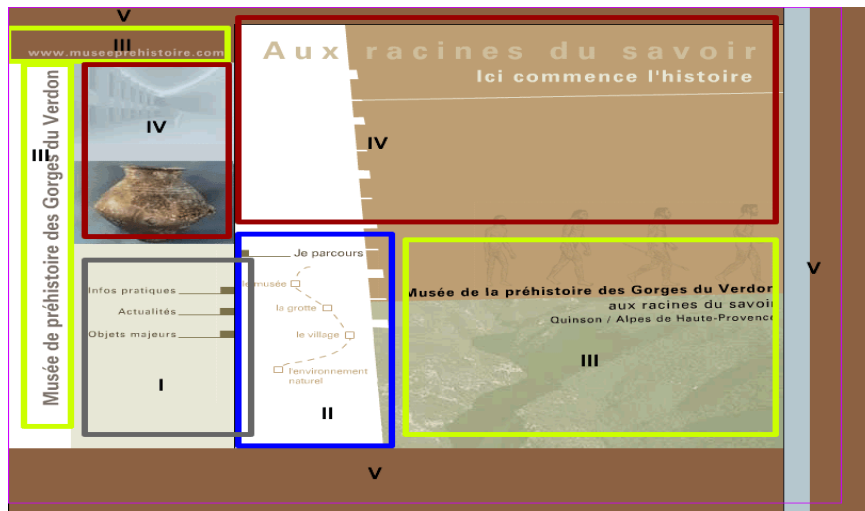 V
III
www.museeprehistoire.com
Aux racines du savoir
Ici commence l'histoire
III
Musée de préhistoire des Gorges du Verdon
IV
IV
V
Je parcours
le musée
la grotte
le village
l'environnement
naturel
Infos pratiques
Actualités
Objets majeurs
I
II
Musée de la préhistoire des Gorges du Verdon
aux racines du savoir
Quinson / Alpes de Haute-Provence
III
V